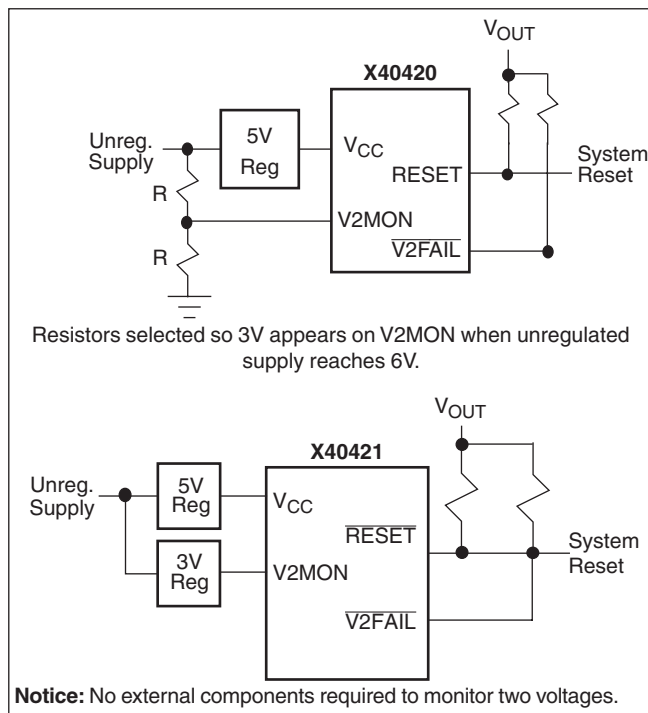 V_OUT
X40420
Unreg.
Supply
5V
Reg
V_CC
RESET
System
Reset
R
V2MON
V2FAIL
R
Resistors selected so 3V appears on V2MON when unregulated
supply reaches 6V.
V_OUT
X40421
Unreg.
Supply
5V
Reg
V_CC
RESET
System
Reset
3V
Reg
V2MON
V2FAIL
Notice: No external components required to monitor two voltages.